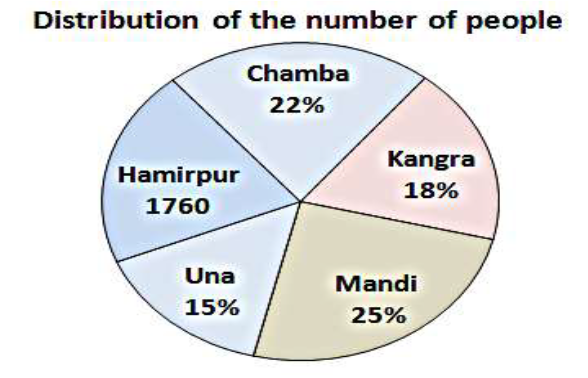 Distribution of the number of people
Chamba
22%
Kangra
18%
Hamirpur
1760
Una
15%
Mandi
25%